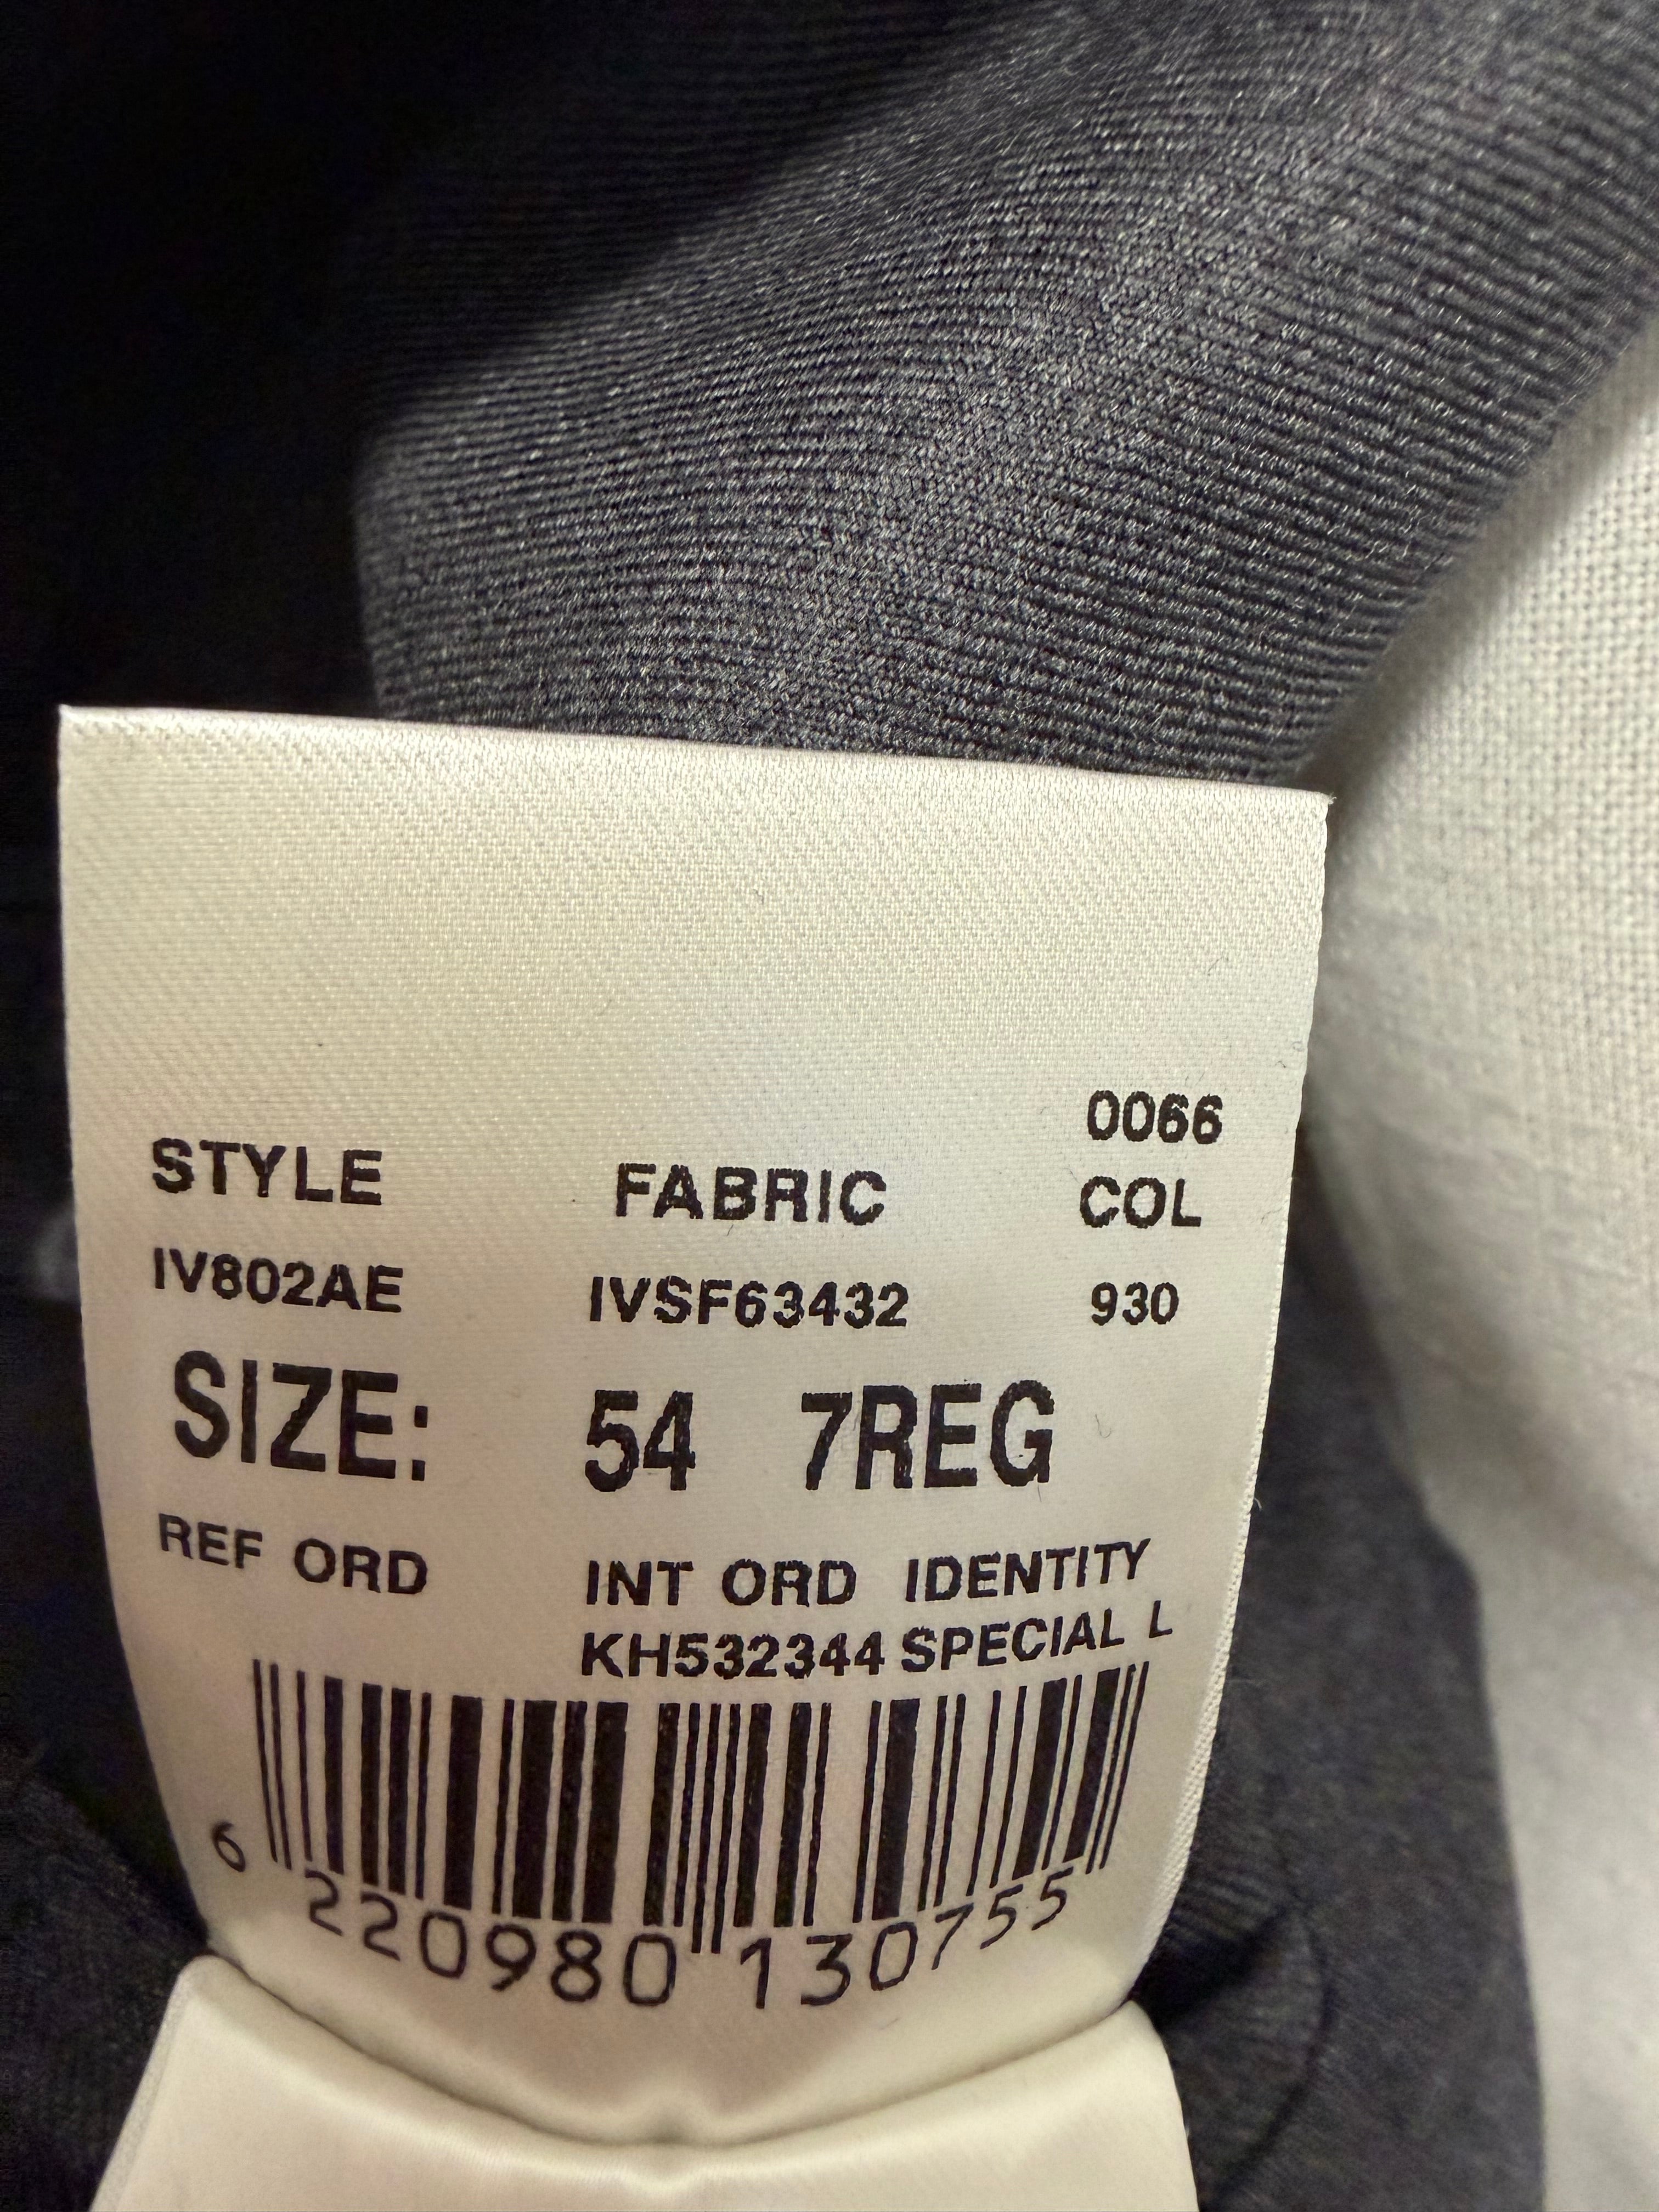 0066
STYLE FABRIC COL
IV802AE IVSF63432 930
SIZE: 54 7REG
REF ORD INT ORD IDENTITY
KH532344 SPECIAL L
6 220980 130755